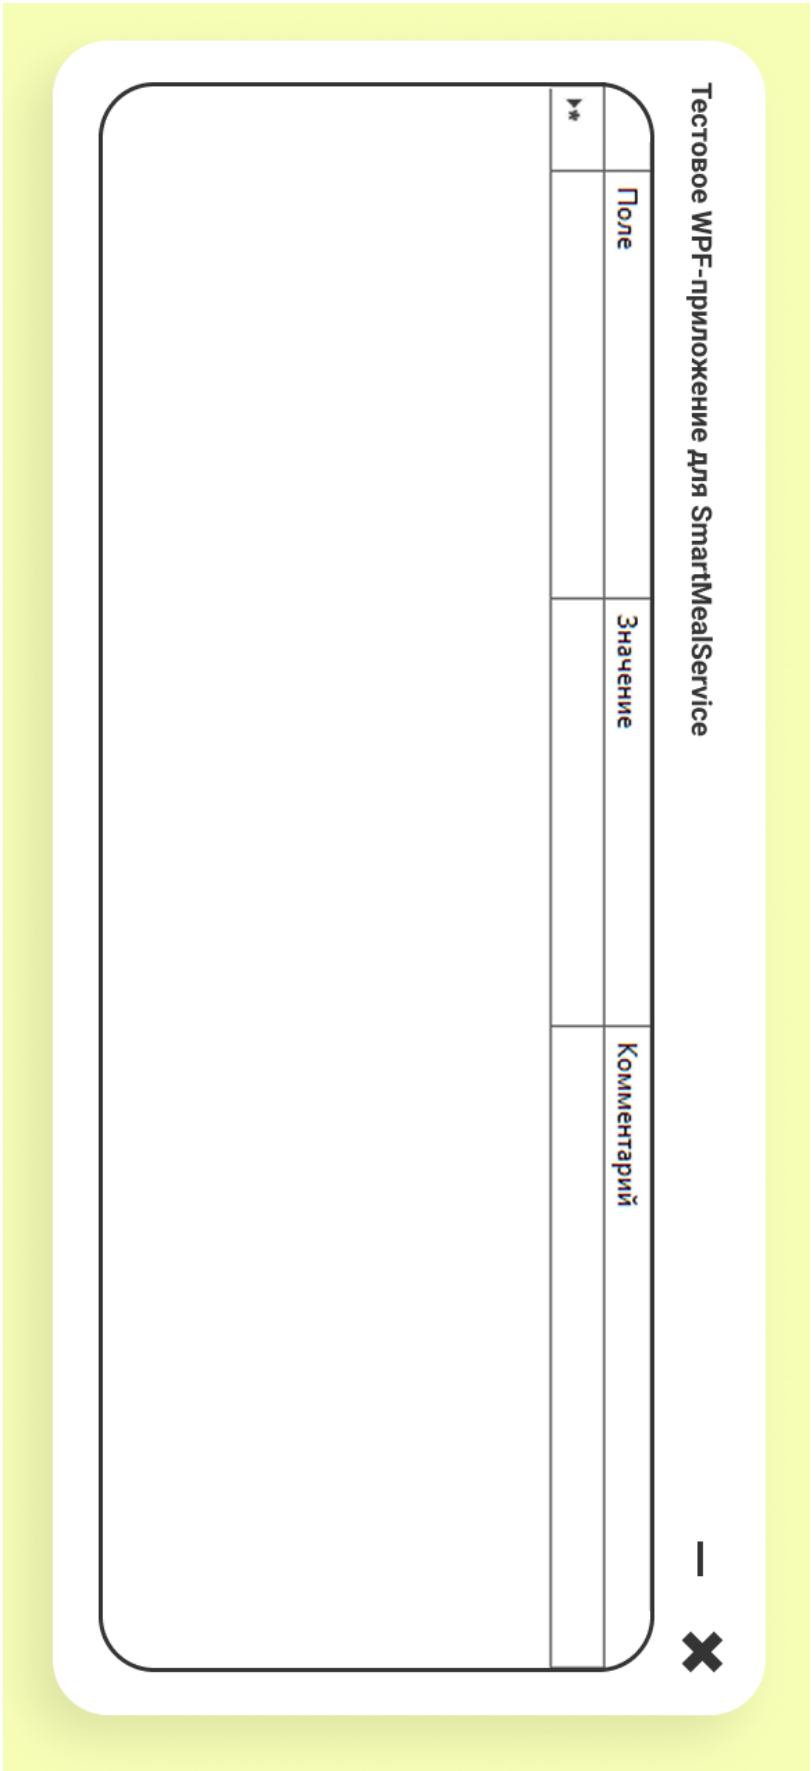 Тестовое WPF-приложение для SmartMealService
Поле Значение Комментарий